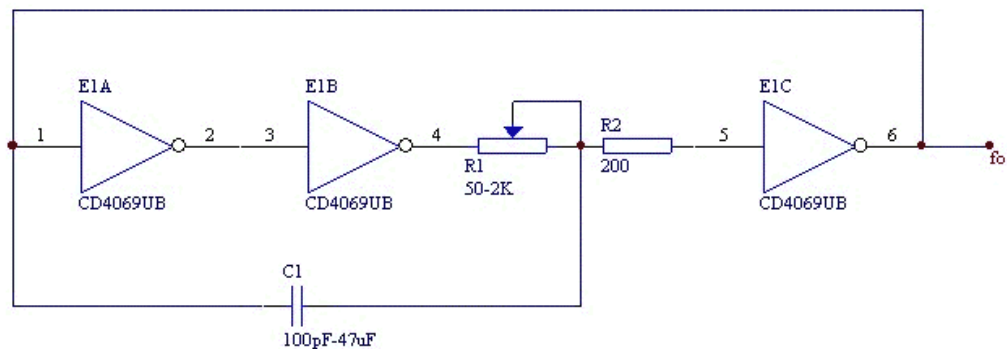 E1A
E1B
E1C
1
2
3
4
R2
5
6
R1
200
fo
50-2K
CD4069UB
CD4069UB
CD4069UB
C1
100pF-47uF